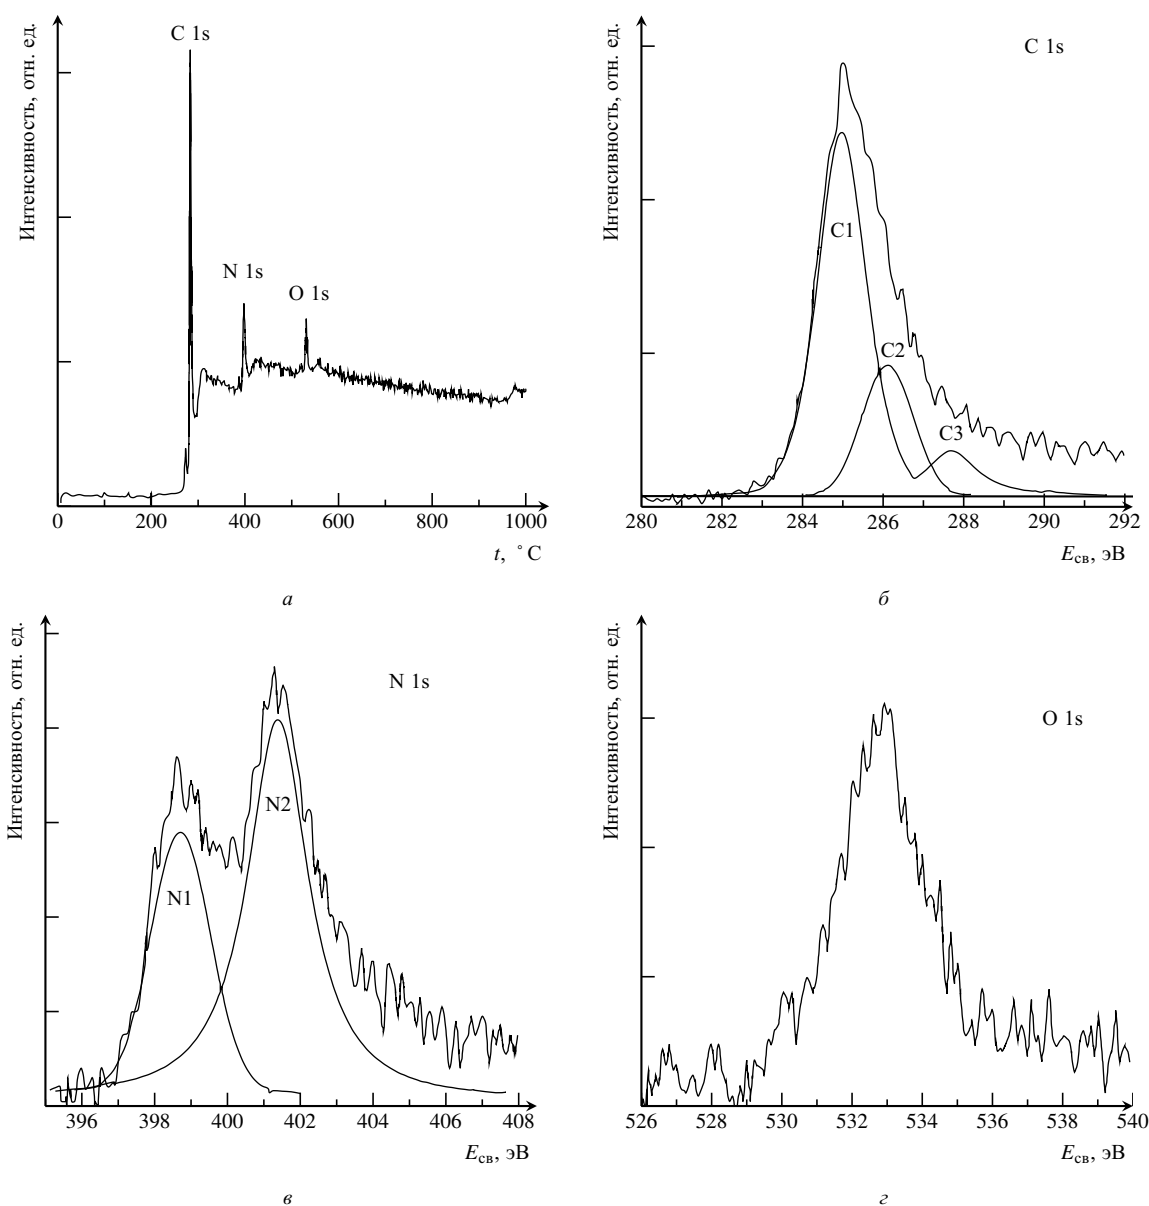 Интенсивность, отн. ед.
C 1s
N 1s
O 1s
0 200 400 600 800 1000
t, °C
а
Интенсивность, отн. ед.
C 1s
C1
C2
C3
280 282 284 286 288 290 292
Eсв, эВ
б
Интенсивность, отн. ед.
N 1s
N2
N1
396 398 400 402 404 406 408
Eсв, эВ
в
Интенсивность, отн. ед.
O 1s
526 528 530 532 534 536 538 540
Eсв, эВ
г